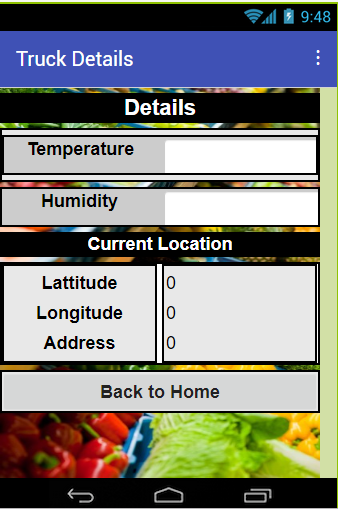 9:48
Truck Details
Details
Temperature
Humidity
Current Location
Lattitude 0
Longitude 0
Address 0
Back to Home